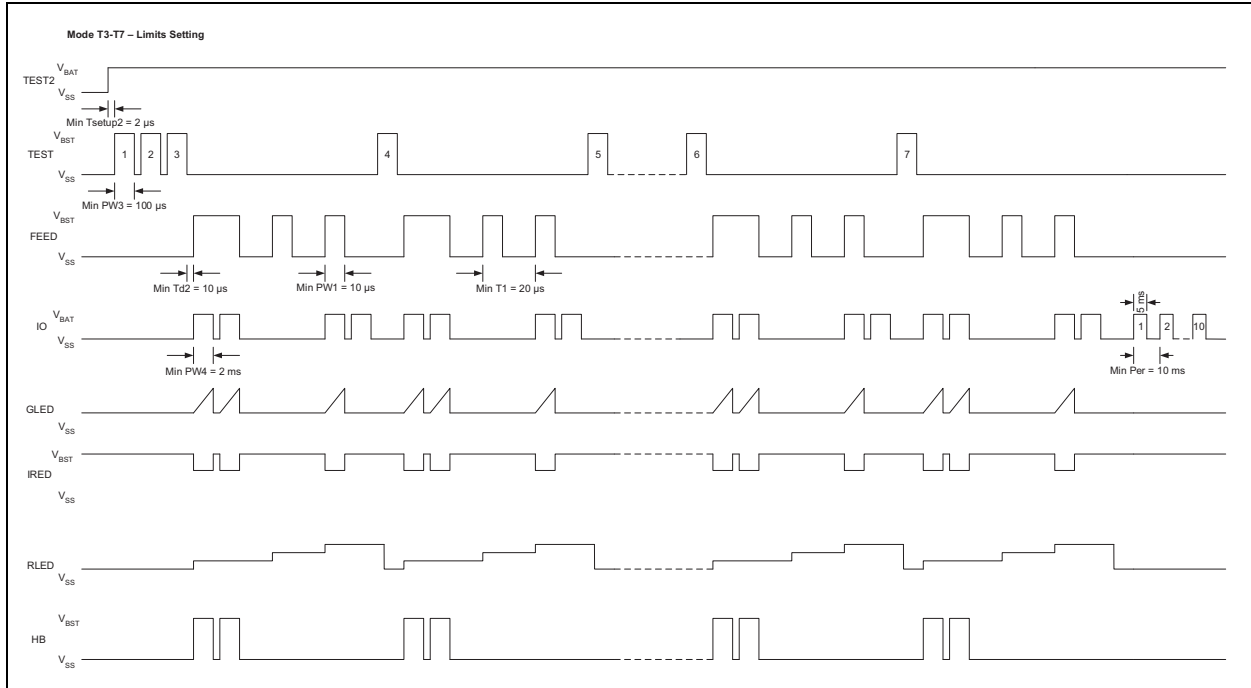 Mode T3-T7 – Limits Setting
VBAT
TEST2
VSS
Min Tsetup2 = 2 µs
VBST
TEST
1 2 3 4 5 6 7
VSS
Min PW3 = 100 µs
VBST
FEED
VSS
Min Td2 = 10 µs
Min PW1 = 10 µs
Min T1 = 20 µs
5 ms
VBAT
IO
1 2 10
VSS
Min PW4 = 2 ms
Min Per = 10 ms
GLED
VSS
VBST
IRED
VSS
RLED
VSS
VBST
HB
VSS